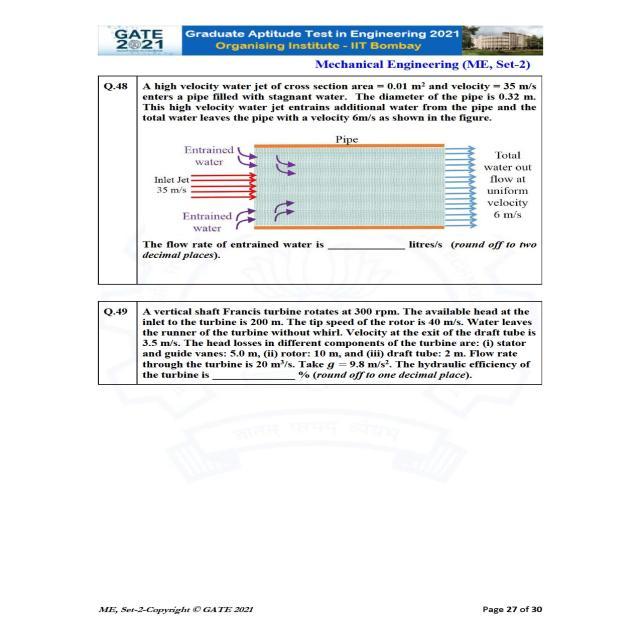 GATE
2021
Graduate Aptitude Test in Engineering 2021
Organising Institute - IIT Bombay
Mechanical Engineering (ME, Set-2)
Q.48
A high velocity water jet of cross section area = 0.01 m² and velocity = 35 m/s
enters a pipe filled with stagnant water. The diameter of the pipe is 0.32 m.
This high velocity water jet entrains additional water from the pipe and the
total water leaves the pipe with a velocity 6m/s as shown in the figure.
Pipe
Entrained
water
Inlet Jet
35 m/s
Entrained
water
Total
water out
flow at
uniform
velocity
6 m/s
The flow rate of entrained water is ______________ litres/s (round off to two
decimal places).
Q.49
A vertical shaft Francis turbine rotates at 300 rpm. The available head at the
inlet to the turbine is 200 m. The tip speed of the rotor is 40 m/s. Water leaves
the runner of the turbine without whirl. Velocity at the exit of the draft tube is
3.5 m/s. The head losses in different components of the turbine are: (i) stator
and guide vanes: 5.0 m, (ii) rotor: 10 m, and (iii) draft tube: 2 m. Flow rate
through the turbine is 20 m³/s. Take g = 9.8 m/s². The hydraulic efficiency of
the turbine is ______________ % (round off to one decimal place).
ME, Set-2-Copyright © GATE 2021
Page 27 of 30